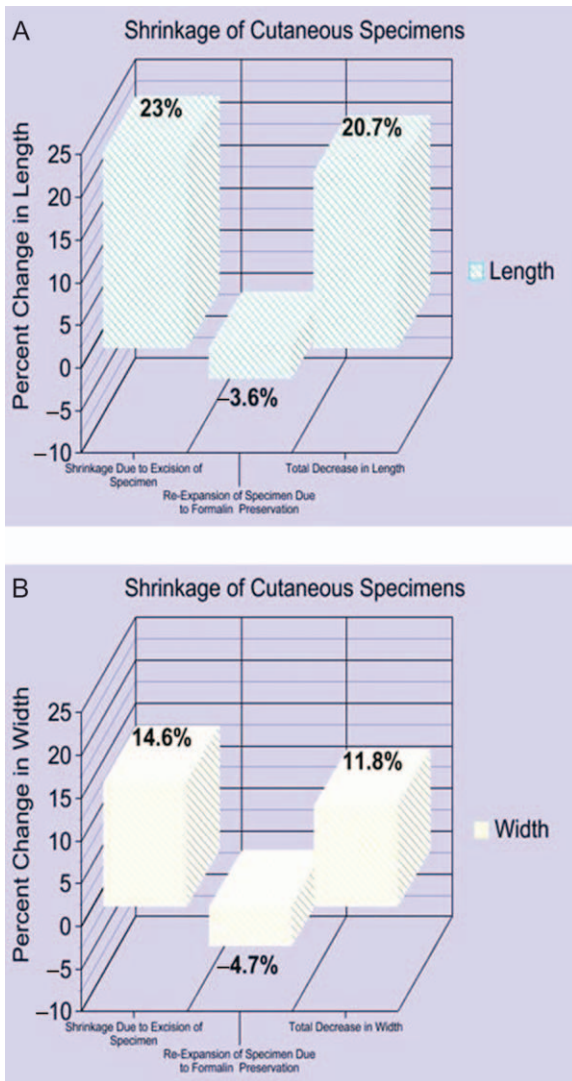 A
Shrinkage of Cutaneous Specimens
Percent Change in Length
25
20
15
10
5
0
–5
–10
23%
–3.6%
20.7%
Length
Shrinkage Due to Excision of
Specimen
Re-Expansion of Specimen Due
to Formalin Preservation
Total Decrease in Length
B
Shrinkage of Cutaneous Specimens
Percent Change in Width
25
20
15
10
5
0
–5
–10
14.6%
–4.7%
11.8%
Width
Shrinkage Due to Excision of
Specimen
Re-Expansion of Specimen Due
to Formalin Preservation
Total Decrease in Width